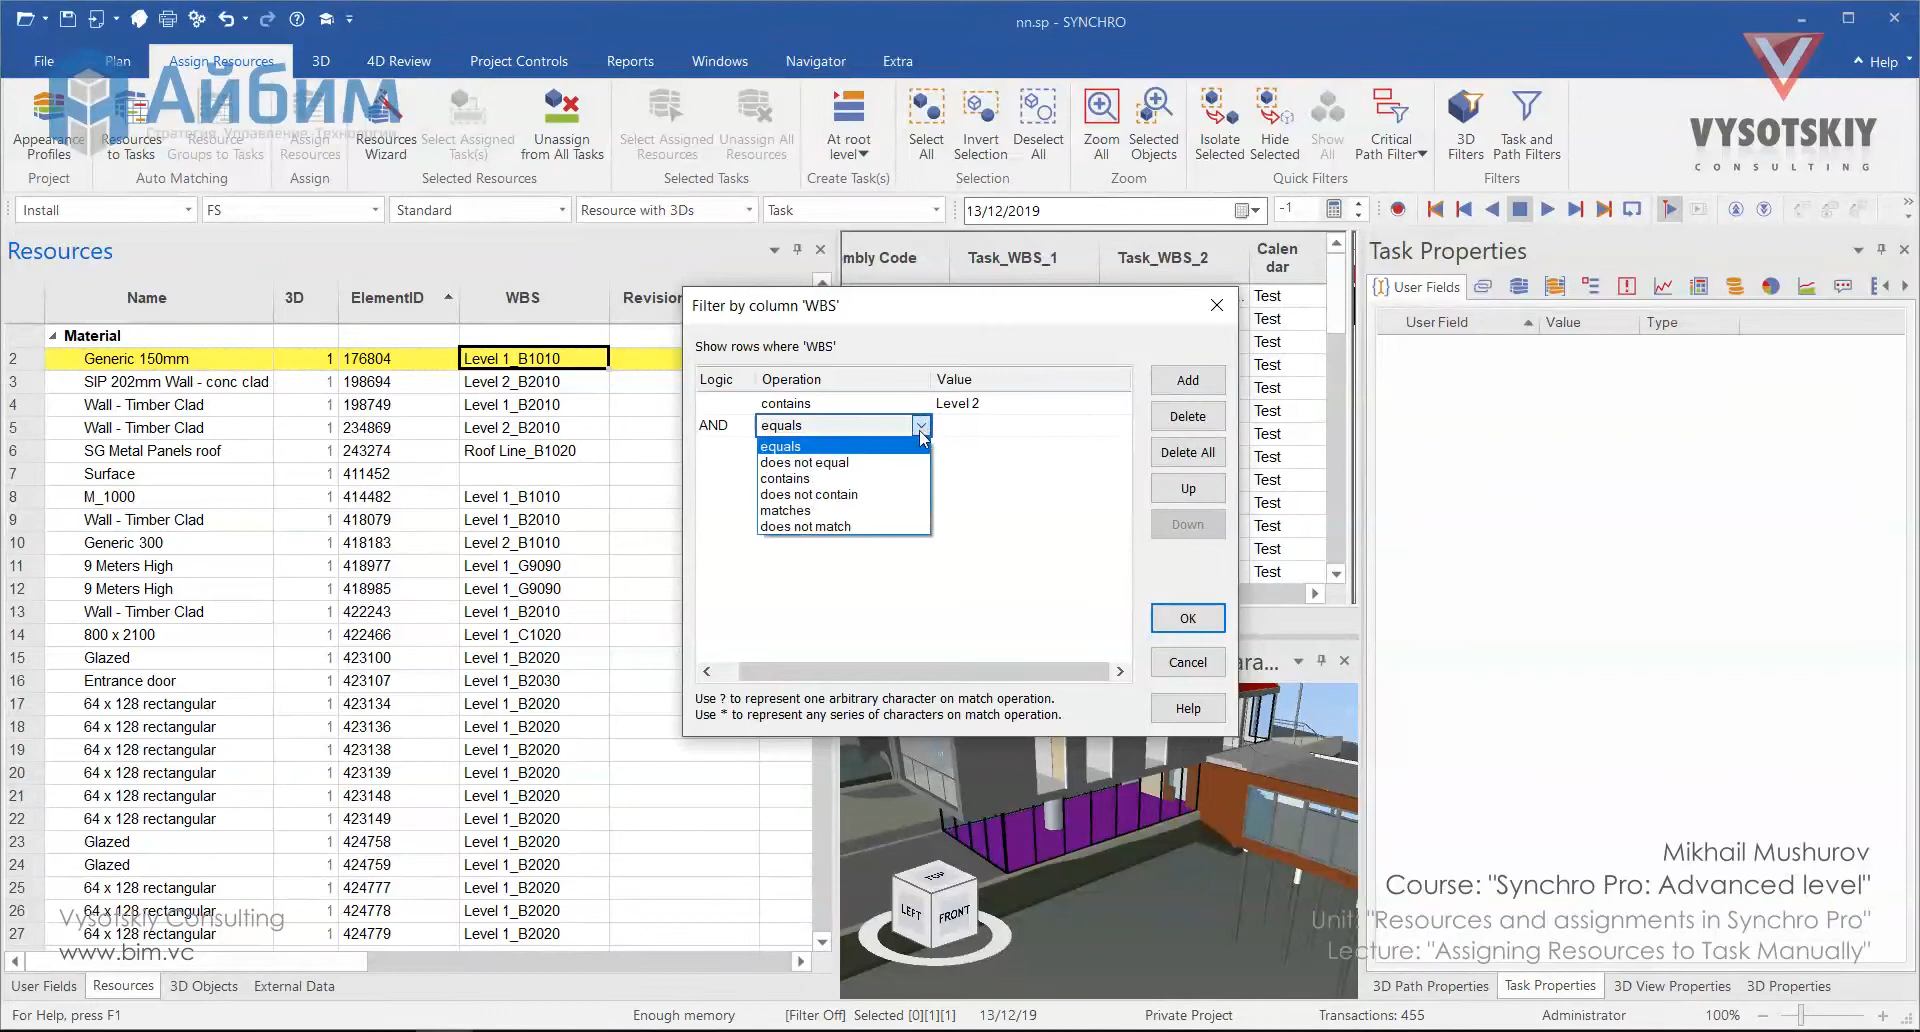 nn.sp - SYNCHRO
File Plan Assign Resources 3D 4D Review Project Controls Reports Windows Navigator Extra Help
Айбим
Стратегия. Управление. Технологии
Appearance Profiles
Resources to Tasks
Resource Groups to Tasks
Assign Resources
Resources Wizard
Select Assigned Task(s)
Unassign from All Tasks
Select Assigned Resources
Unassign All Resources
At root level
Select All
Invert Selection
Deselect All
Zoom All
Selected Objects
Isolate Selected
Hide Selected
Show All
Critical Path Filter
3D Filters
Task and Path Filters
Project Auto Matching Assign Selected Resources Selected Tasks Create Task(s) Selection Zoom Quick Filters Filters
VYSOTSKIY
CONSULTING
Install FS Standard Resource with 3Ds Task 13/12/2019 -1
Resources
Name 3D ElementID WBS Revision
Material
2 Generic 150mm 1 176804 Level 1_B1010
3 SIP 202mm Wall - conc clad 1 198694 Level 2_B2010
4 Wall - Timber Clad 1 198749 Level 1_B2010
5 Wall - Timber Clad 1 234869 Level 2_B2010
6 SG Metal Panels roof 1 243274 Roof Line_B1020
7 Surface 1 411452
8 M_1000 1 414482 Level 1_B1010
9 Wall - Timber Clad 1 418079 Level 1_B2010
10 Generic 300 1 418183 Level 2_B1010
11 9 Meters High 1 418977 Level 1_G9090
12 9 Meters High 1 418985 Level 1_G9090
13 Wall - Timber Clad 1 422243 Level 1_B2010
14 800 x 2100 1 422466 Level 1_C1020
15 Glazed 1 423100 Level 1_B2020
16 Entrance door 1 423107 Level 1_B2030
17 64 x 128 rectangular 1 423134 Level 1_B2020
18 64 x 128 rectangular 1 423136 Level 1_B2020
19 64 x 128 rectangular 1 423138 Level 1_B2020
20 64 x 128 rectangular 1 423139 Level 1_B2020
21 64 x 128 rectangular 1 423148 Level 1_B2020
22 64 x 128 rectangular 1 423149 Level 1_B2020
23 Glazed 1 424758 Level 1_B2020
24 Glazed 1 424759 Level 1_B2020
25 64 x 128 rectangular 1 424777 Level 1_B2020
26 64 x 128 rectangular 1 424778 Level 1_B2020
27 64 x 128 rectangular 1 424779 Level 1_B2020
Vysotskiy Consulting
www.bim.vc
User Fields Resources 3D Objects External Data
mbly Code Task_WBS_1 Task_WBS_2 Calendar
Test
Test
Test
Test
Test
Test
Test
Test
Test
Test
Test
Test
Test
Filter by column 'WBS'
Show rows where 'WBS'
Logic Operation Value
contains Level 2
AND equals
equals
does not equal
contains
does not contain
matches
does not match
Add
Delete
Delete All
Up
Down
OK
Cancel
Help
Use ? to represent one arbitrary character on match operation.
Use * to represent any series of characters on match operation.
ara...
TOP
LEFT FRONT
Task Properties
User Fields
User Field Value Type
Mikhail Mushurov
Course: "Synchro Pro: Advanced level"
Unit: "Resources and assignments in Synchro Pro"
Lecture: "Assigning Resources to Task Manually"
3D Path Properties Task Properties 3D View Properties 3D Properties
For Help, press F1 Enough memory [Filter Off] Selected [0][1][1] 13/12/19 Private Project Transactions: 455 Administrator 100%